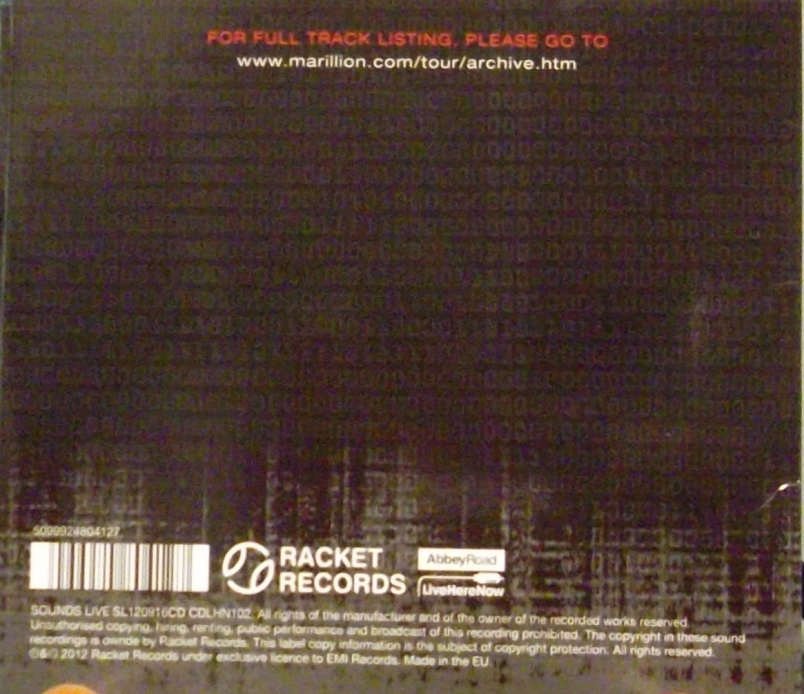 FOR FULL TRACK LISTING, PLEASE GO TO
www.marillion.com/tour/archive.htm
5099924804127
RACKET
RECORDS
AbbeyRoad
LiveHereNow
SOUNDS LIVE SL120916CD CDLHN102 All rights of the manufacturer and of the owner of the recorded works reserved.
Unauthorised copying, hiring, renting, public performance and broadcast of this recording prohibited. The copyright in these sound
recordings is ownde by Racket Records. This label copy information is the subject of copyright protection. All rights reserved.
©&℗ 2012 Racket Records under exclusive licence to EMI Records. Made in the EU